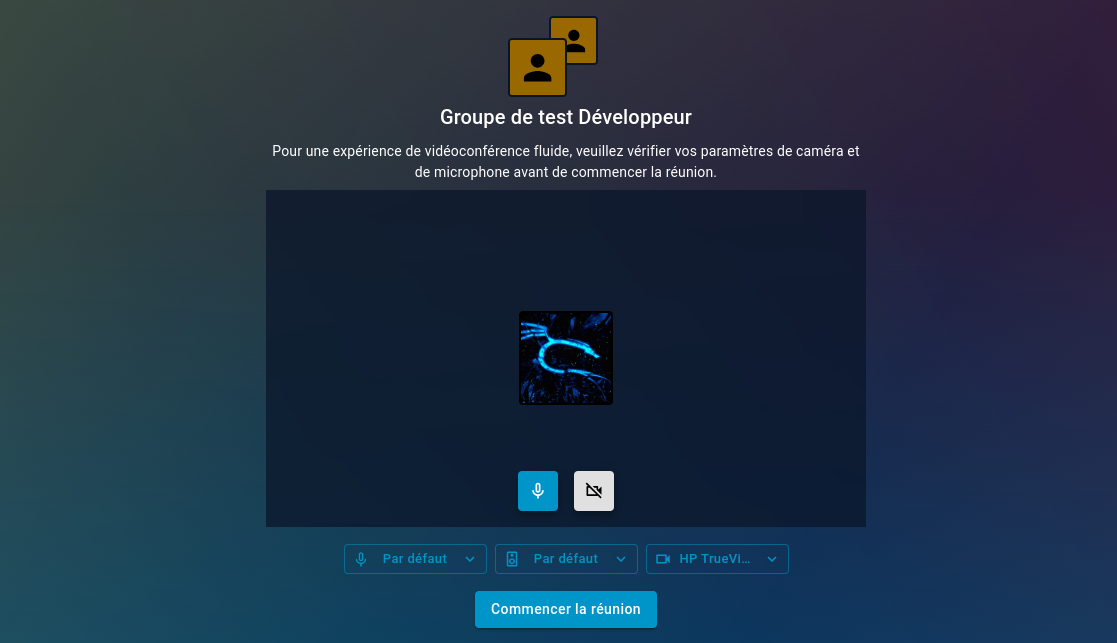 Groupe de test Développeur
Pour une expérience de vidéoconférence fluide, veuillez vérifier vos paramètres de caméra et
de microphone avant de commencer la réunion.
Par défaut
Par défaut
HP TrueVi...
Commencer la réunion